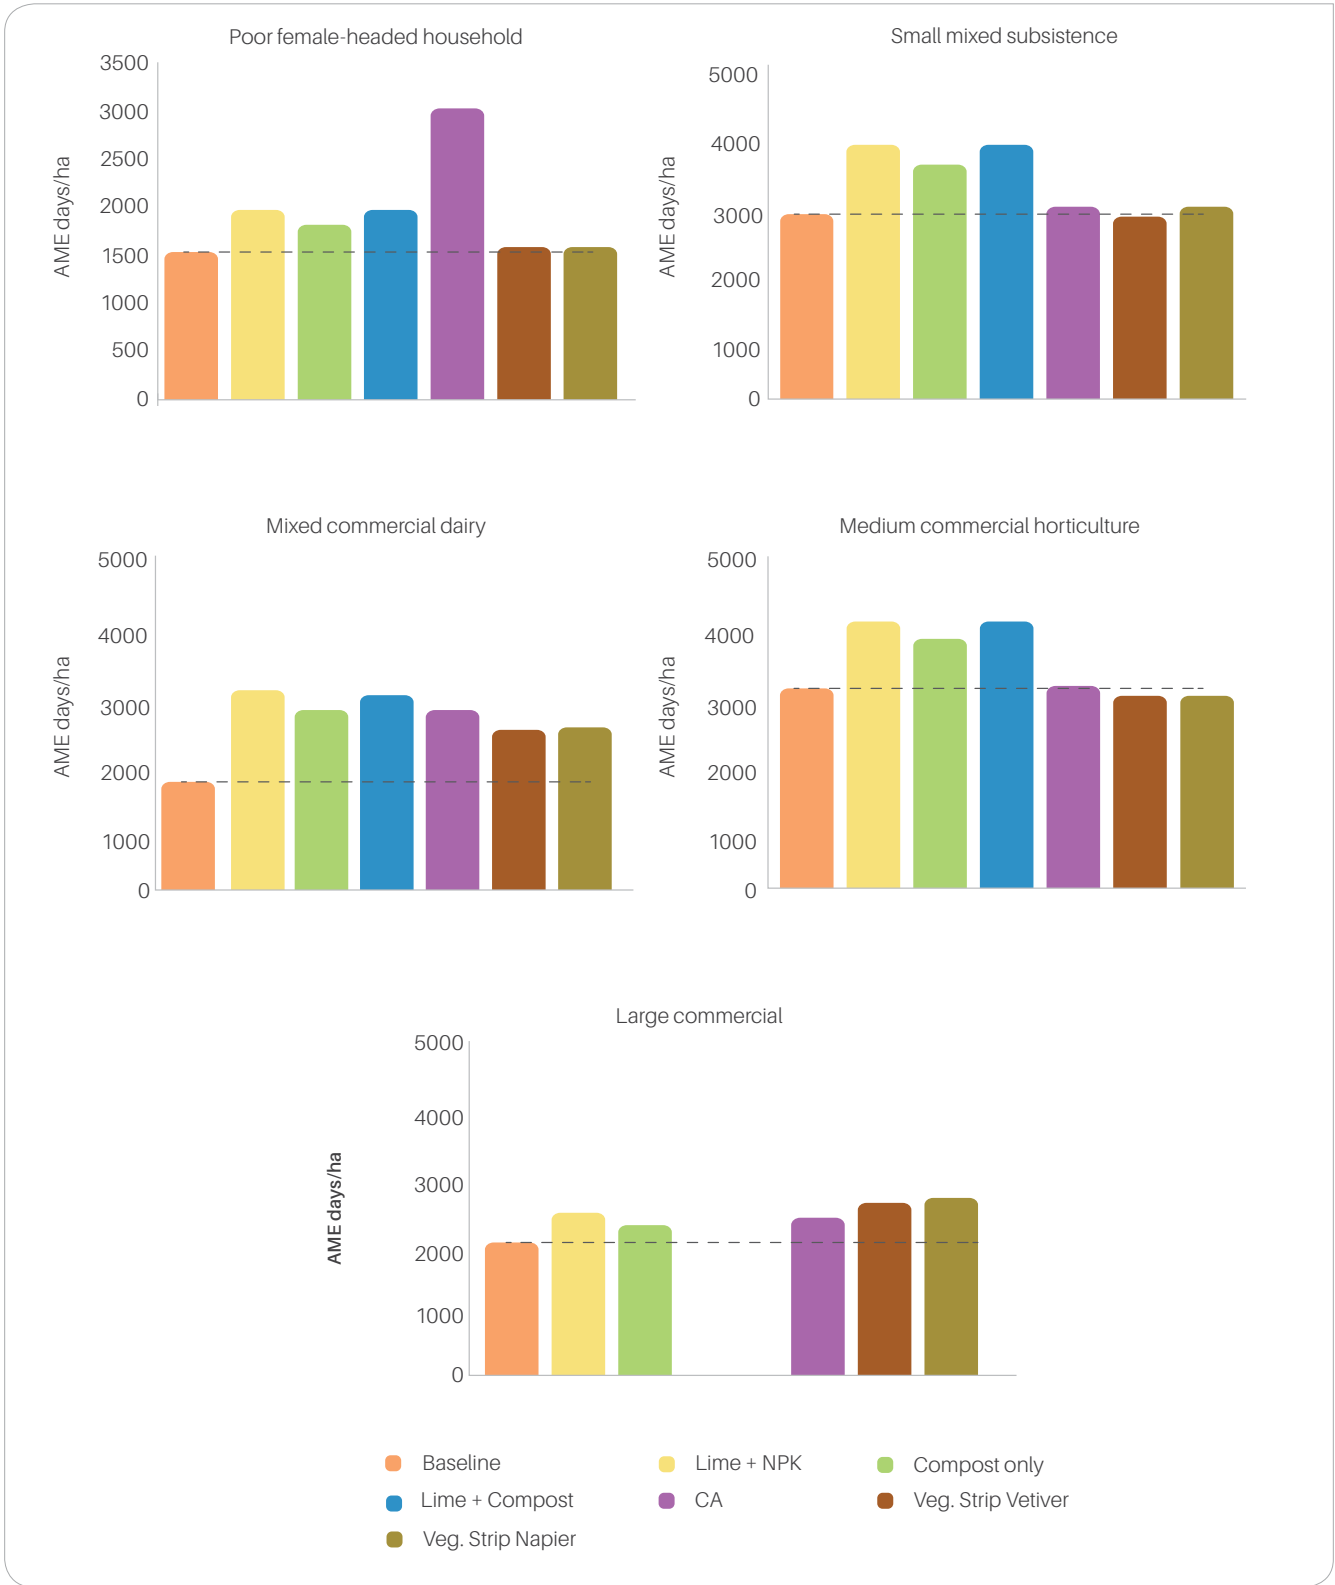 Poor female-headed household
3500
3000
2500
2000
1500
1000
500
0
AME days/ha
Small mixed subsistence
5000
4000
3000
2000
1000
0
AME days/ha
Mixed commercial dairy
5000
4000
3000
2000
1000
0
AME days/ha
Medium commercial horticulture
5000
4000
3000
2000
1000
0
AME days/ha
Large commercial
5000
4000
3000
2000
1000
0
AME days/ha
Baseline
Lime + NPK
Compost only
Lime + Compost
CA
Veg. Strip Vetiver
Veg. Strip Napier